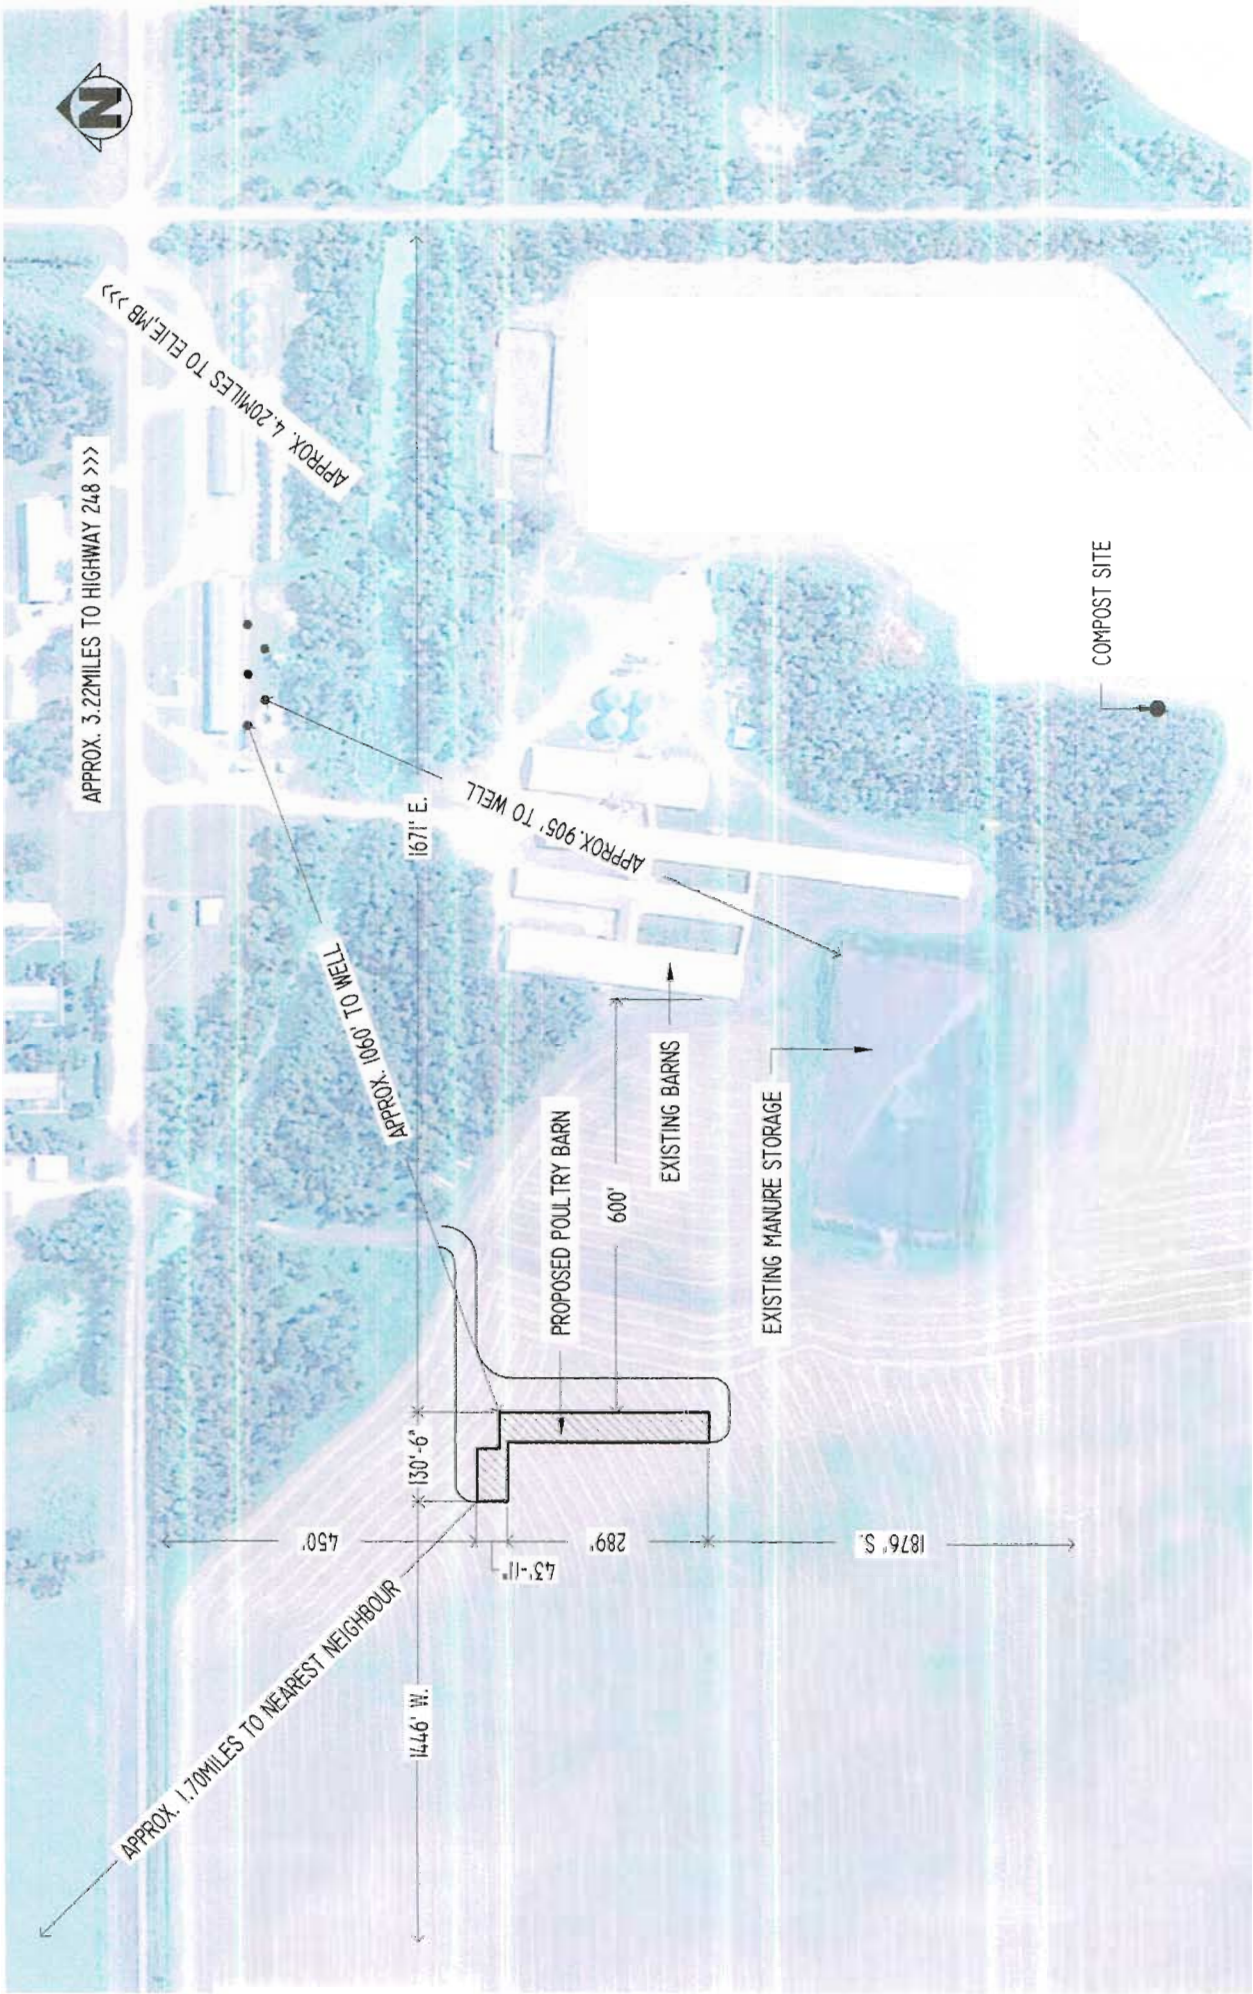 N
APPROX. 3.22MILES TO HIGHWAY 248 >>>
APPROX. 4.20MILES TO ELIE,MB >>>
APPROX. 1.70MILES TO NEAREST NEIGHBOUR
APPROX. 1060' TO WELL
1446' W.
130'-6"
1671' E.
APPROX.905' TO WELL
450'
43'-11"
289'
1876' S.
PROPOSED POULTRY BARN
600'
EXISTING BARNS
EXISTING MANURE STORAGE
COMPOST SITE